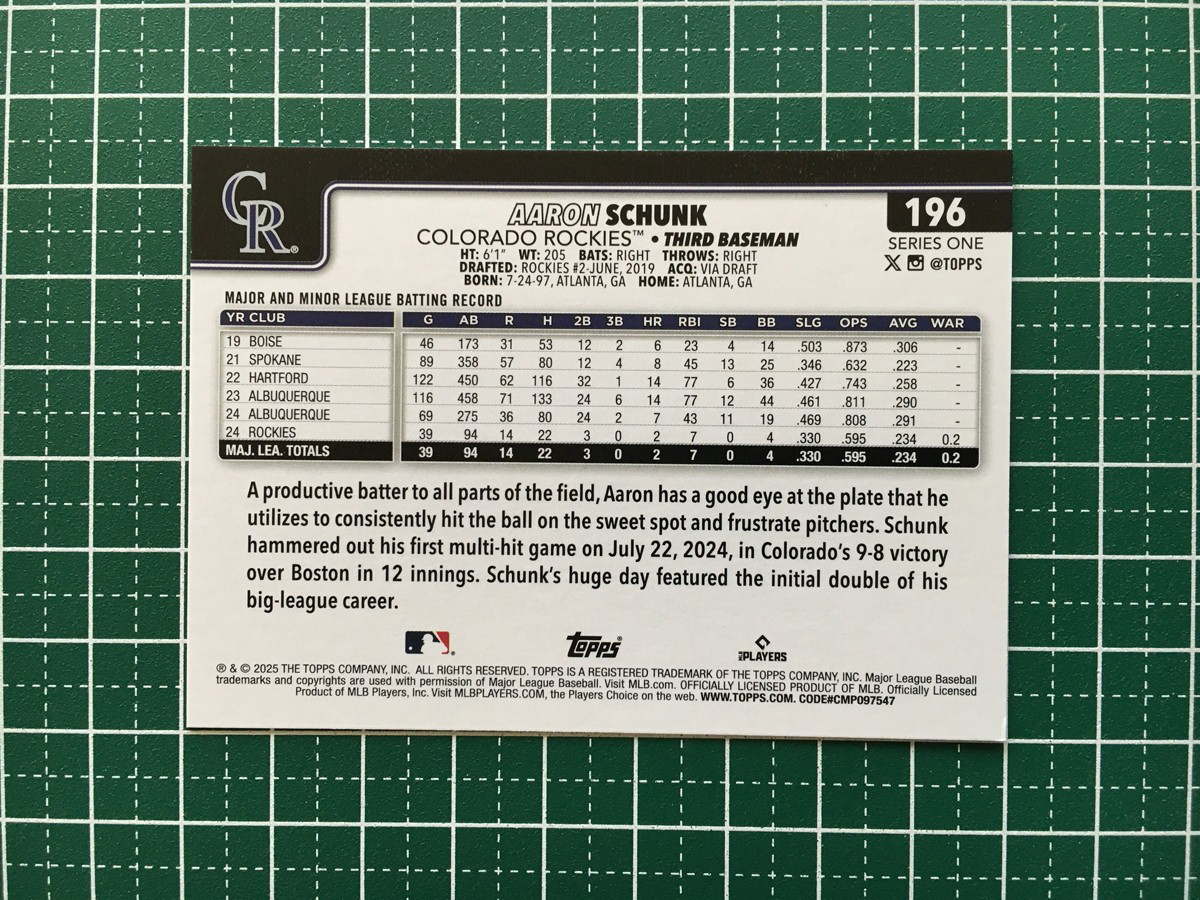 CR®
196
AARON SCHUNK
COLORADO ROCKIES™ • THIRD BASEMAN
SERIES ONE
HT: 6'1" WT: 205 BATS: RIGHT THROWS: RIGHT
@TOPPS
DRAFTED: ROCKIES #2-JUNE, 2019 ACQ: VIA DRAFT
BORN: 7-24-97, ATLANTA, GA HOME: ATLANTA, GA
MAJOR AND MINOR LEAGUE BATTING RECORD
YR CLUB G AB R H 2B 3B HR RBI SB BB SLG OPS AVG WAR
19 BOISE 46 173 31 53 12 2 6 23 4 14 .503 .873 .306 -
21 SPOKANE 89 358 57 80 12 4 8 45 13 25 .346 .632 .223 -
22 HARTFORD 122 450 62 116 32 1 14 77 6 36 .427 .743 .258 -
23 ALBUQUERQUE 116 458 71 133 24 6 14 77 12 44 .461 .811 .290 -
24 ALBUQUERQUE 69 275 36 80 24 2 7 43 11 19 .469 .808 .291 -
24 ROCKIES 39 94 14 22 3 0 2 7 0 4 .330 .595 .234 0.2
MAJ. LEA. TOTALS 39 94 14 22 3 0 2 7 0 4 .330 .595 .234 0.2
A productive batter to all parts of the field, Aaron has a good eye at the plate that he
utilizes to consistently hit the ball on the sweet spot and frustrate pitchers. Schunk
hammered out his first multi-hit game on July 22, 2024, in Colorado's 9-8 victory
over Boston in 12 innings. Schunk's huge day featured the initial double of his
big-league career.
topps®
MLB PLAYERS
® & © 2025 THE TOPPS COMPANY, INC. ALL RIGHTS RESERVED. TOPPS IS A REGISTERED TRADEMARK OF THE TOPPS COMPANY, INC. Major League Baseball
trademarks and copyrights are used with permission of Major League Baseball. Visit MLB.com. OFFICIALLY LICENSED PRODUCT OF MLB. Officially Licensed
Product of MLB Players, Inc. Visit MLBPLAYERS.COM, the Players Choice on the web. WWW.TOPPS.COM. CODE#CMP097547